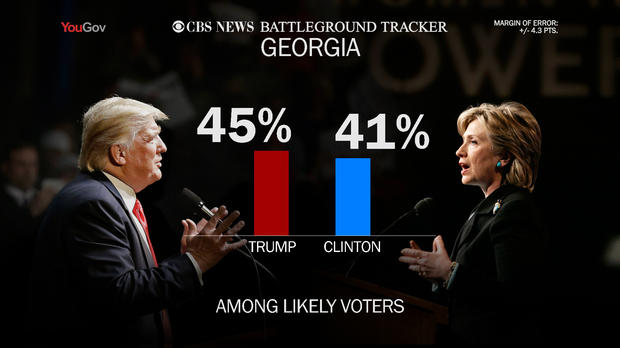 YouGov
CBS NEWS BATTLEGROUND TRACKER
GEORGIA
MARGIN OF ERROR:
+/- 4.3 PTS.
OWER
45%
41%
TRUMP
CLINTON
AMONG LIKELY VOTERS